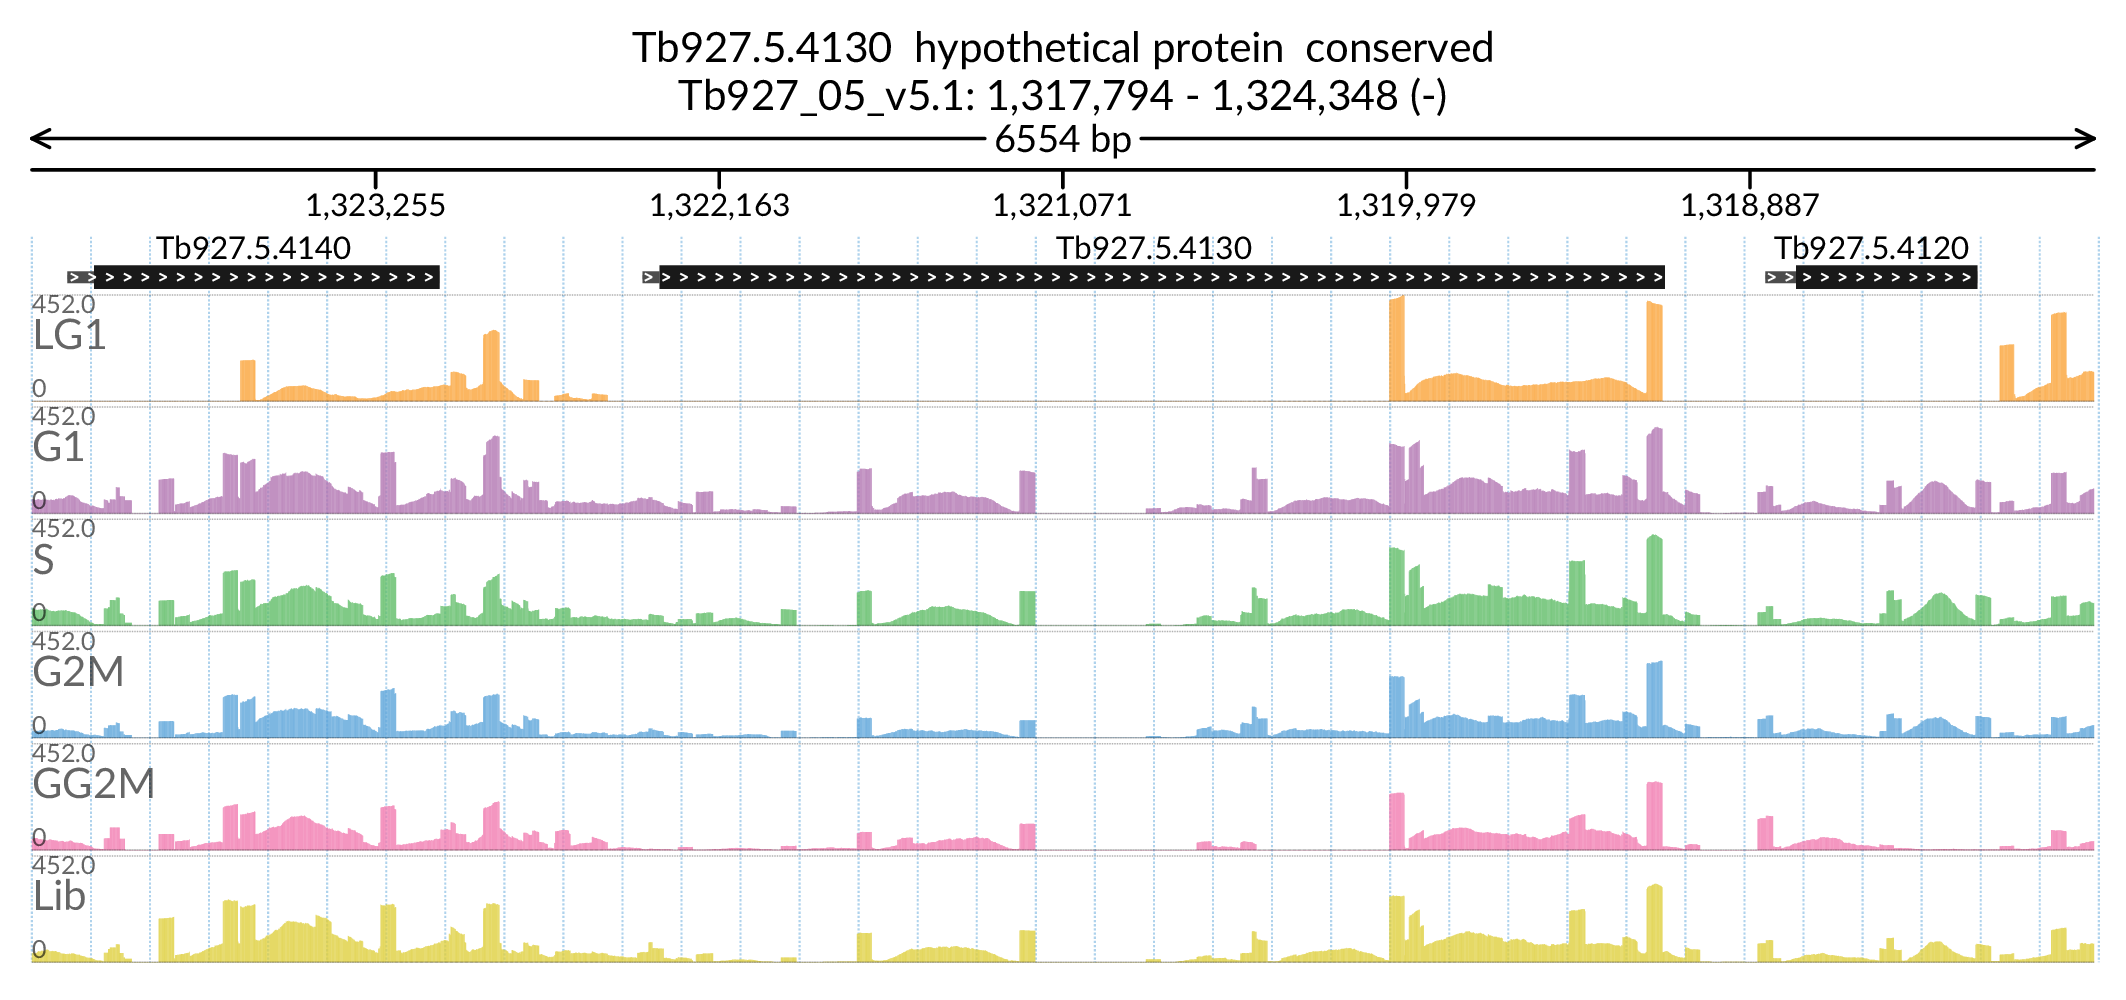 Tb927.5.4130 hypothetical protein conserved
Tb927_05_v5.1: 1,317,794 - 1,324,348 (-)
6554 bp
1,323,255 1,322,163 1,321,071 1,319,979 1,318,887
Tb927.5.4140 Tb927.5.4130 Tb927.5.4120
452.0
LG1
0
452.0
G1
0
452.0
S
0
452.0
G2M
0
452.0
GG2M
0
452.0
Lib
0